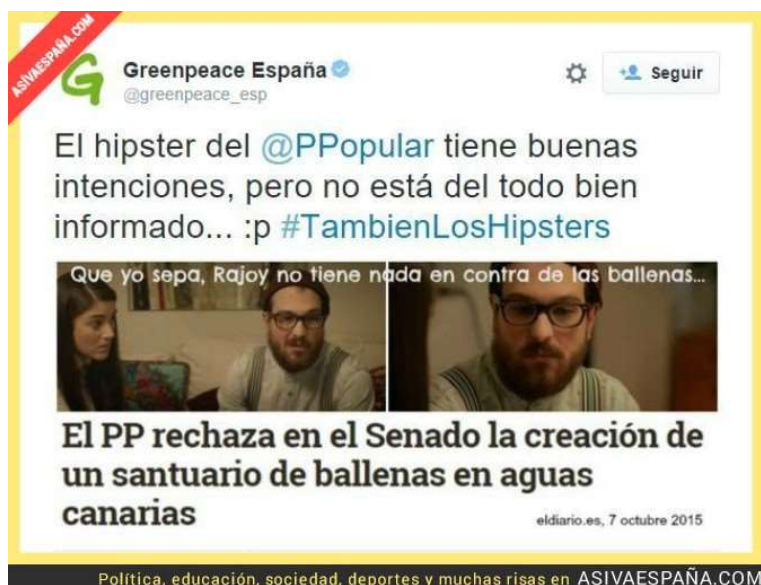 ASÍVAESPAÑA.COM
Greenpeace España
@greenpeace_esp
Seguir
El hipster del @PPopular tiene buenas
intenciones, pero no está del todo bien
informado... :p #TambienLosHipsters
Que yo sepa, Rajoy no tiene nada en contra de las ballenas...
El PP rechaza en el Senado la creación de
un santuario de ballenas en aguas
canarias
eldiario.es, 7 octubre 2015
Política, educación, sociedad, deportes y muchas risas en ASIVAESPAÑA.COM